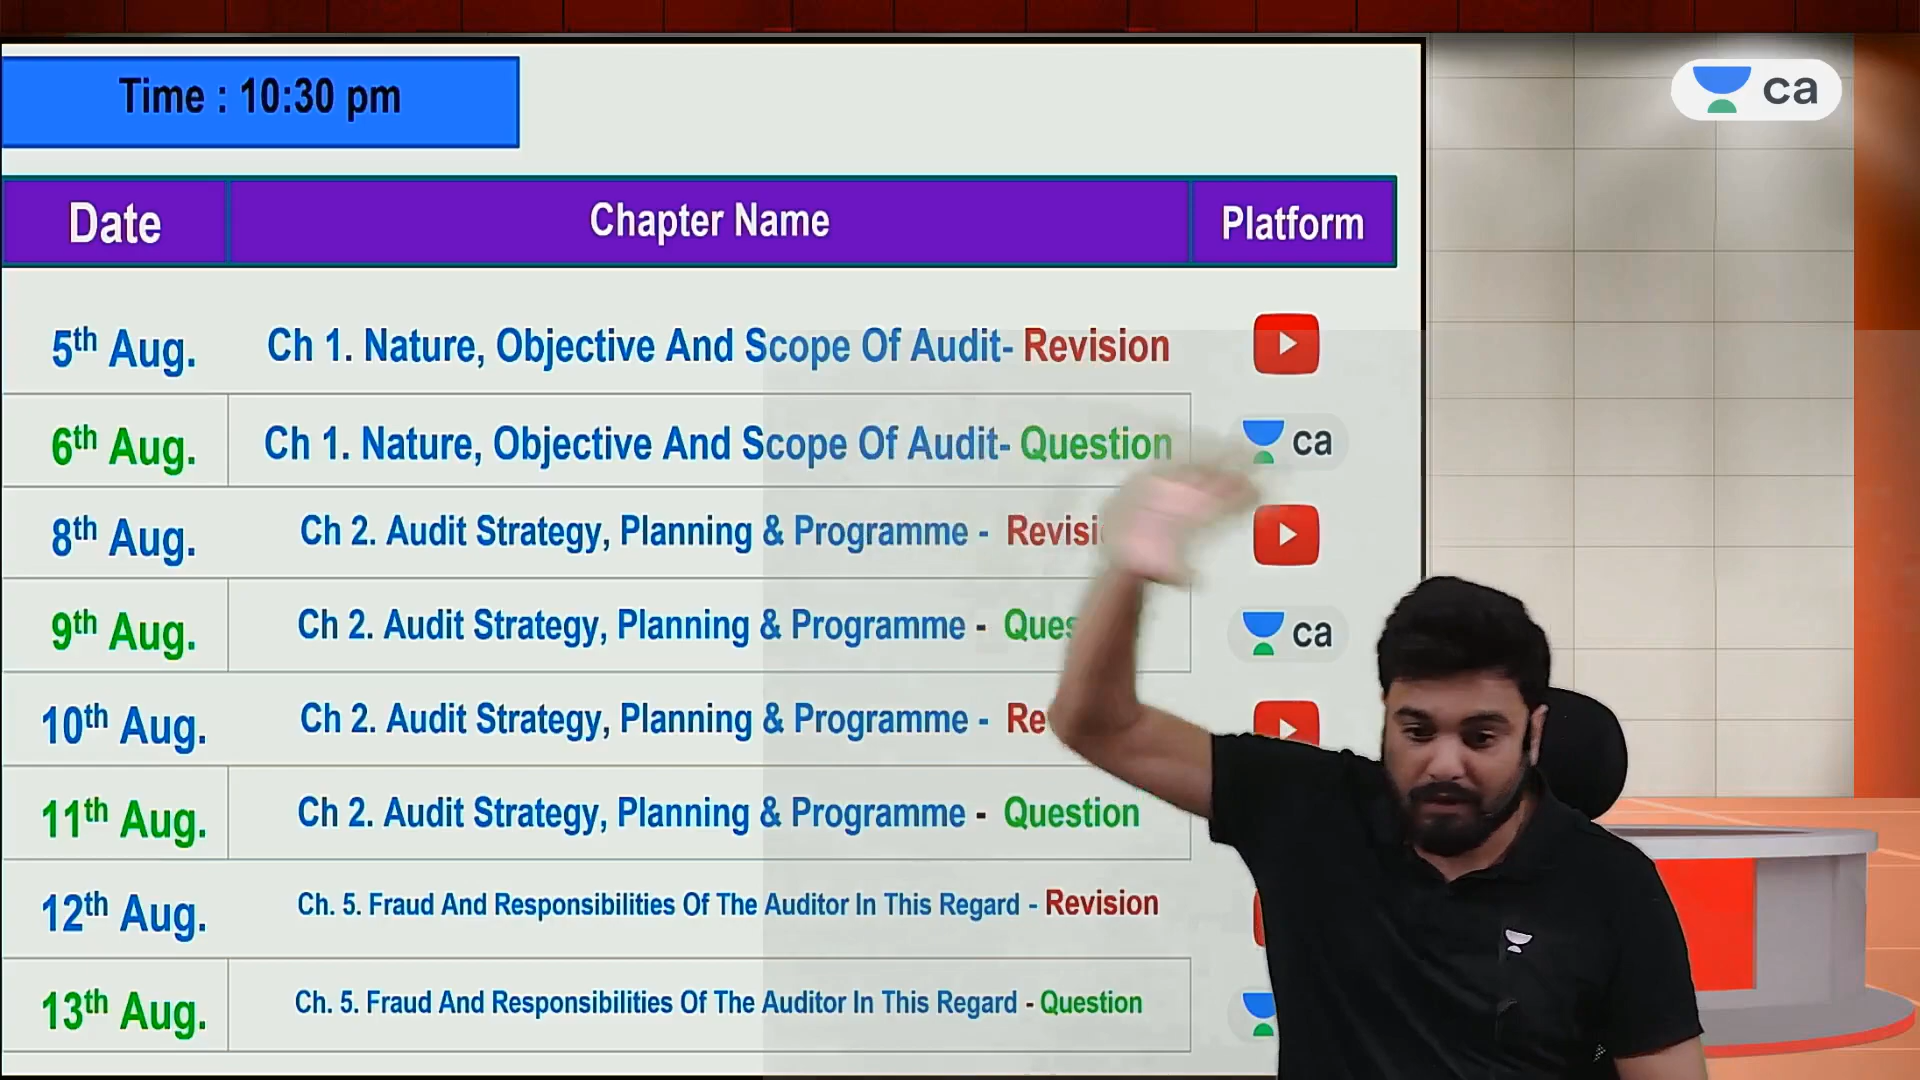 Time : 10:30 pm
ca
Date Chapter Name Platform
5th Aug. Ch 1. Nature, Objective And Scope Of Audit- Revision
6th Aug. Ch 1. Nature, Objective And Scope Of Audit- Question ca
8th Aug. Ch 2. Audit Strategy, Planning & Programme -
9th Aug. Ch 2. Audit Strategy, Planning & Programme - ca
10th Aug. Ch 2. Audit Strategy, Planning & Programme -
11th Aug. Ch 2. Audit Strategy, Planning & Programme - Question
12th Aug. Ch. 5. Fraud And Responsibilities Of The Auditor In This Regard - Revision
13th Aug. Ch. 5. Fraud And Responsibilities Of The Auditor In This Regard - Question